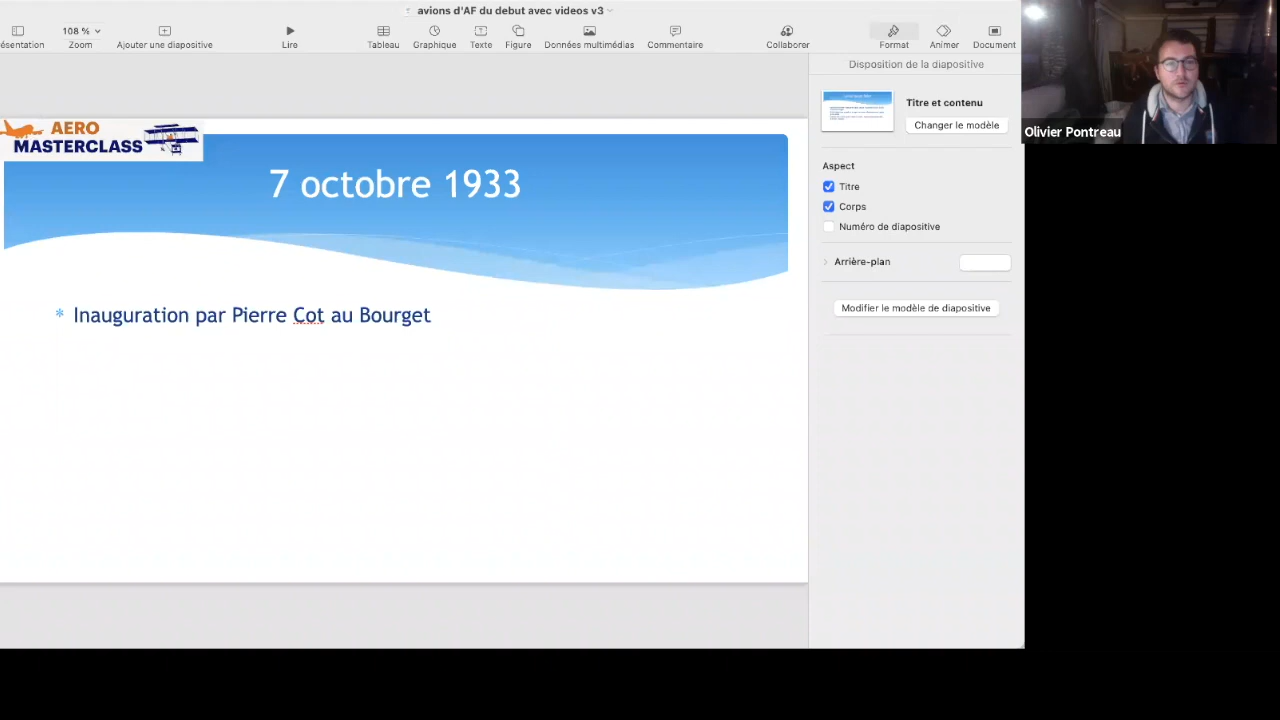 avions d'AF du debut avec videos v3
ésentation
108 %
Zoom
Ajouter une diapositive
Lire
Tableau
Graphique
Texte
Figure
Données multimédias
Commentaire
Collaborer
Format
Animer
Document
Disposition de la diapositive
Titre et contenu
Changer le modèle
Olivier Pontreau
AERO
MASTERCLASS
7 octobre 1933
Aspect
Titre
Corps
Numéro de diapositive
Arrière-plan
Modifier le modèle de diapositive
* Inauguration par Pierre Cot au Bourget